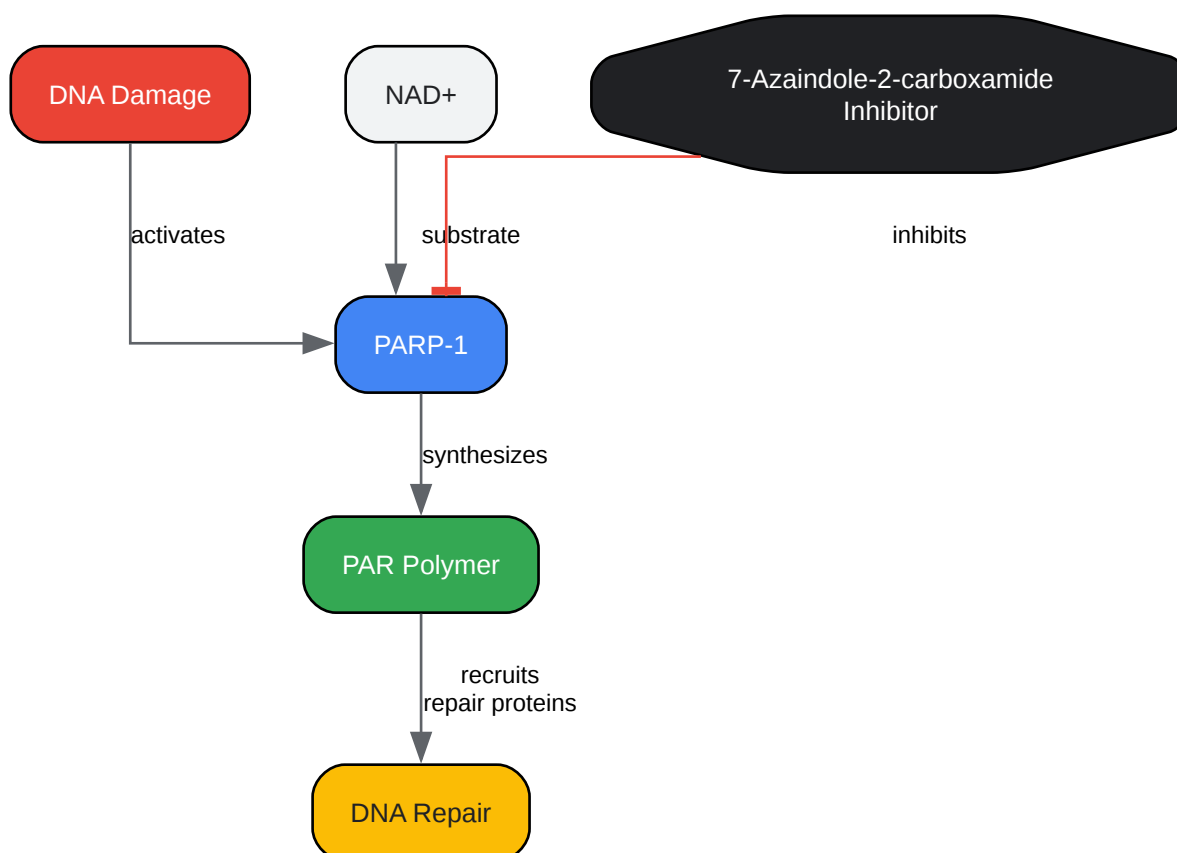 DNA Damage
NAD+
7-Azaindole-2-carboxamide
Inhibitor
activates
substrate
inhibits
PARP-1
synthesizes
PAR Polymer
recruits
repair proteins
DNA Repair